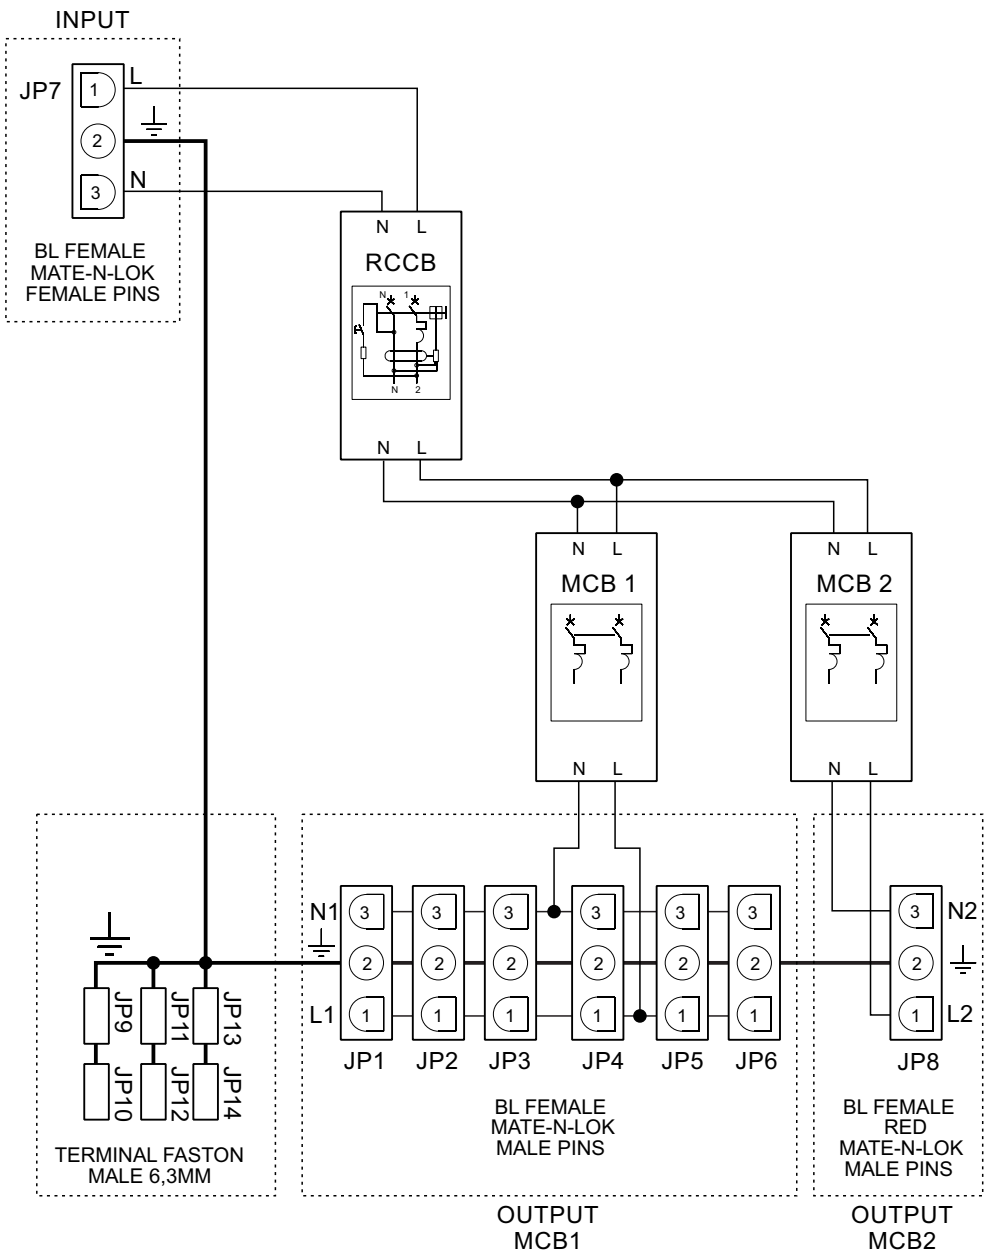 INPUT
JP7
1
L
2
3
N
BL FEMALE
MATE-N-LOK
FEMALE PINS
N L
RCCB
N 1
N 2
N L
N L
MCB 1
N L
N L
MCB 2
N L
JP9
JP11
JP13
JP10
JP12
JP14
TERMINAL FASTON
MALE 6,3MM
N1 3 3 3 3 3 3
2 2 2 2 2 2
L1 1 1 1 1 1 1
JP1 JP2 JP3 JP4 JP5 JP6
BL FEMALE
MATE-N-LOK
MALE PINS
OUTPUT
MCB1
3 N2
2
1 L2
JP8
BL FEMALE
RED
MATE-N-LOK
MALE PINS
OUTPUT
MCB2